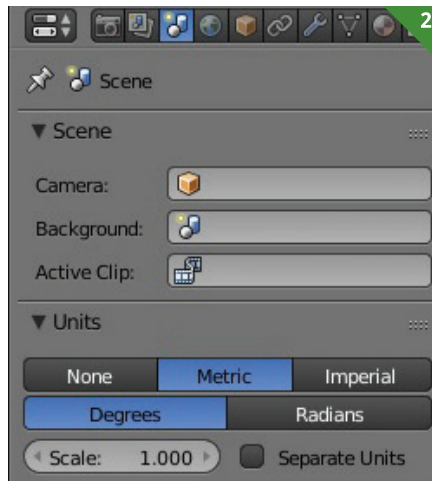 2
Scene
Scene
Camera:
Background:
Active Clip:
Units
None Metric Imperial
Degrees Radians
Scale: 1.000 Separate Units